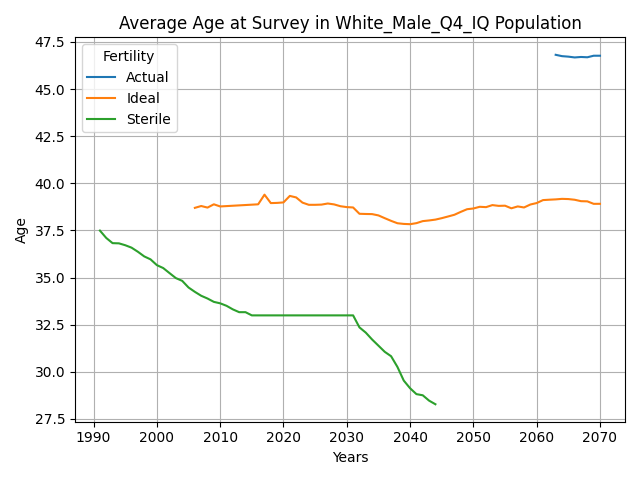 Average Age at Survey in White_Male_Q4_IQ Population
Fertility
Actual
Ideal
Sterile
47.5
45.0
42.5
40.0
37.5
35.0
32.5
30.0
27.5
Age
1990 2000 2010 2020 2030 2040 2050 2060 2070
Years